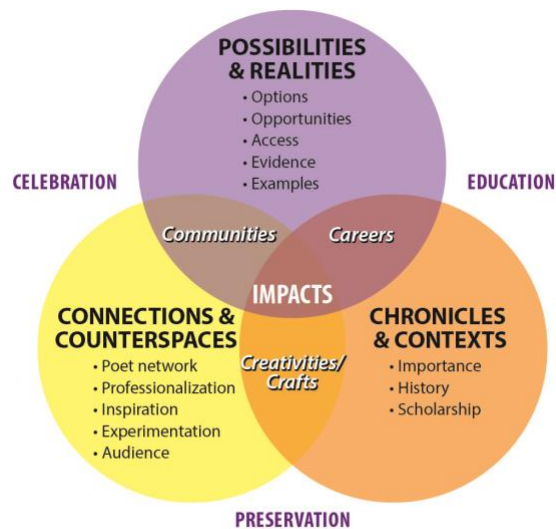 POSSIBILITIES
& REALITIES
• Options
• Opportunities
• Access
• Evidence
• Examples
CELEBRATION
EDUCATION
Communities
Careers
IMPACTS
CONNECTIONS &
COUNTERSPACES
• Poet network
• Professionalization
• Inspiration
• Experimentation
• Audience
Creativities/
Crafts
CHRONICLES
& CONTEXTS
• Importance
• History
• Scholarship
PRESERVATION